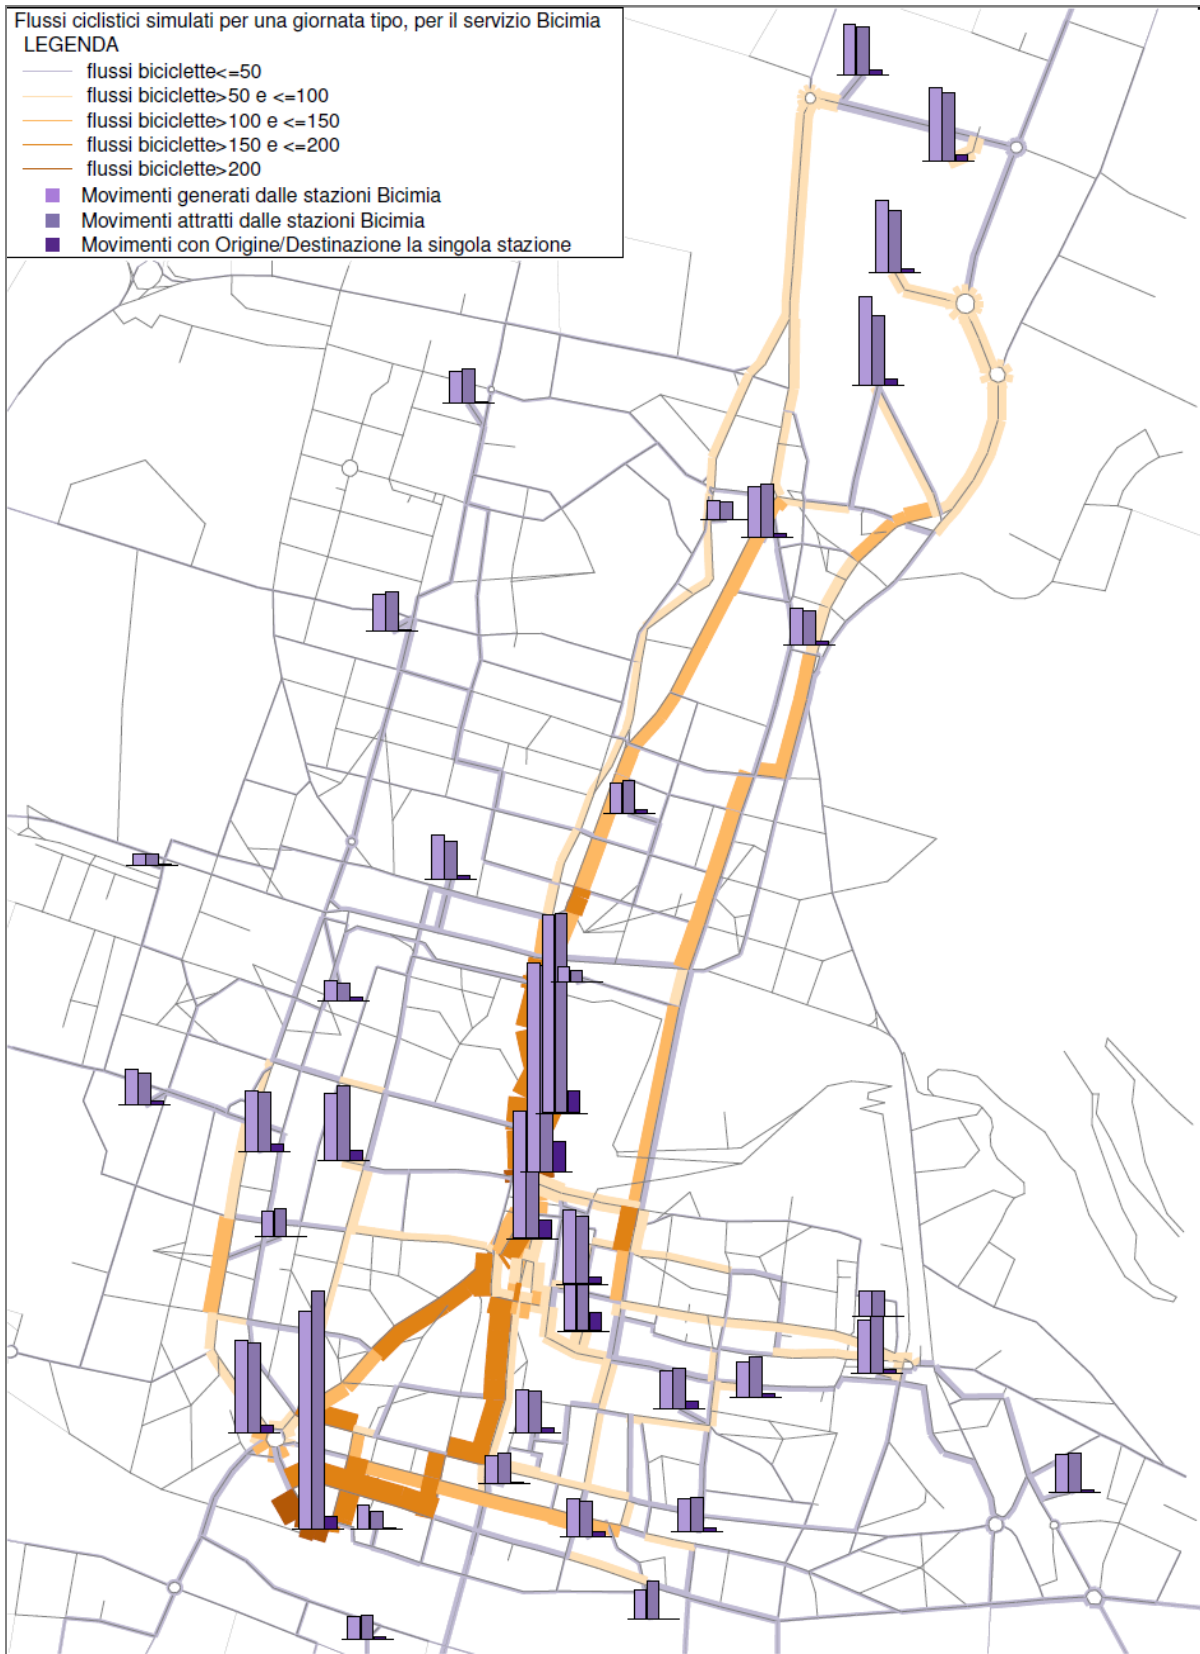 Flussi ciclistici simulati per una giornata tipo, per il servizio Bicimia
LEGENDA
flussi biciclette<=50
flussi biciclette>50 e <=100
flussi biciclette>100 e <=150
flussi biciclette>150 e <=200
flussi biciclette>200
Movimenti generati dalle stazioni Bicimia
Movimenti attratti dalle stazioni Bicimia
Movimenti con Origine/Destinazione la singola stazione